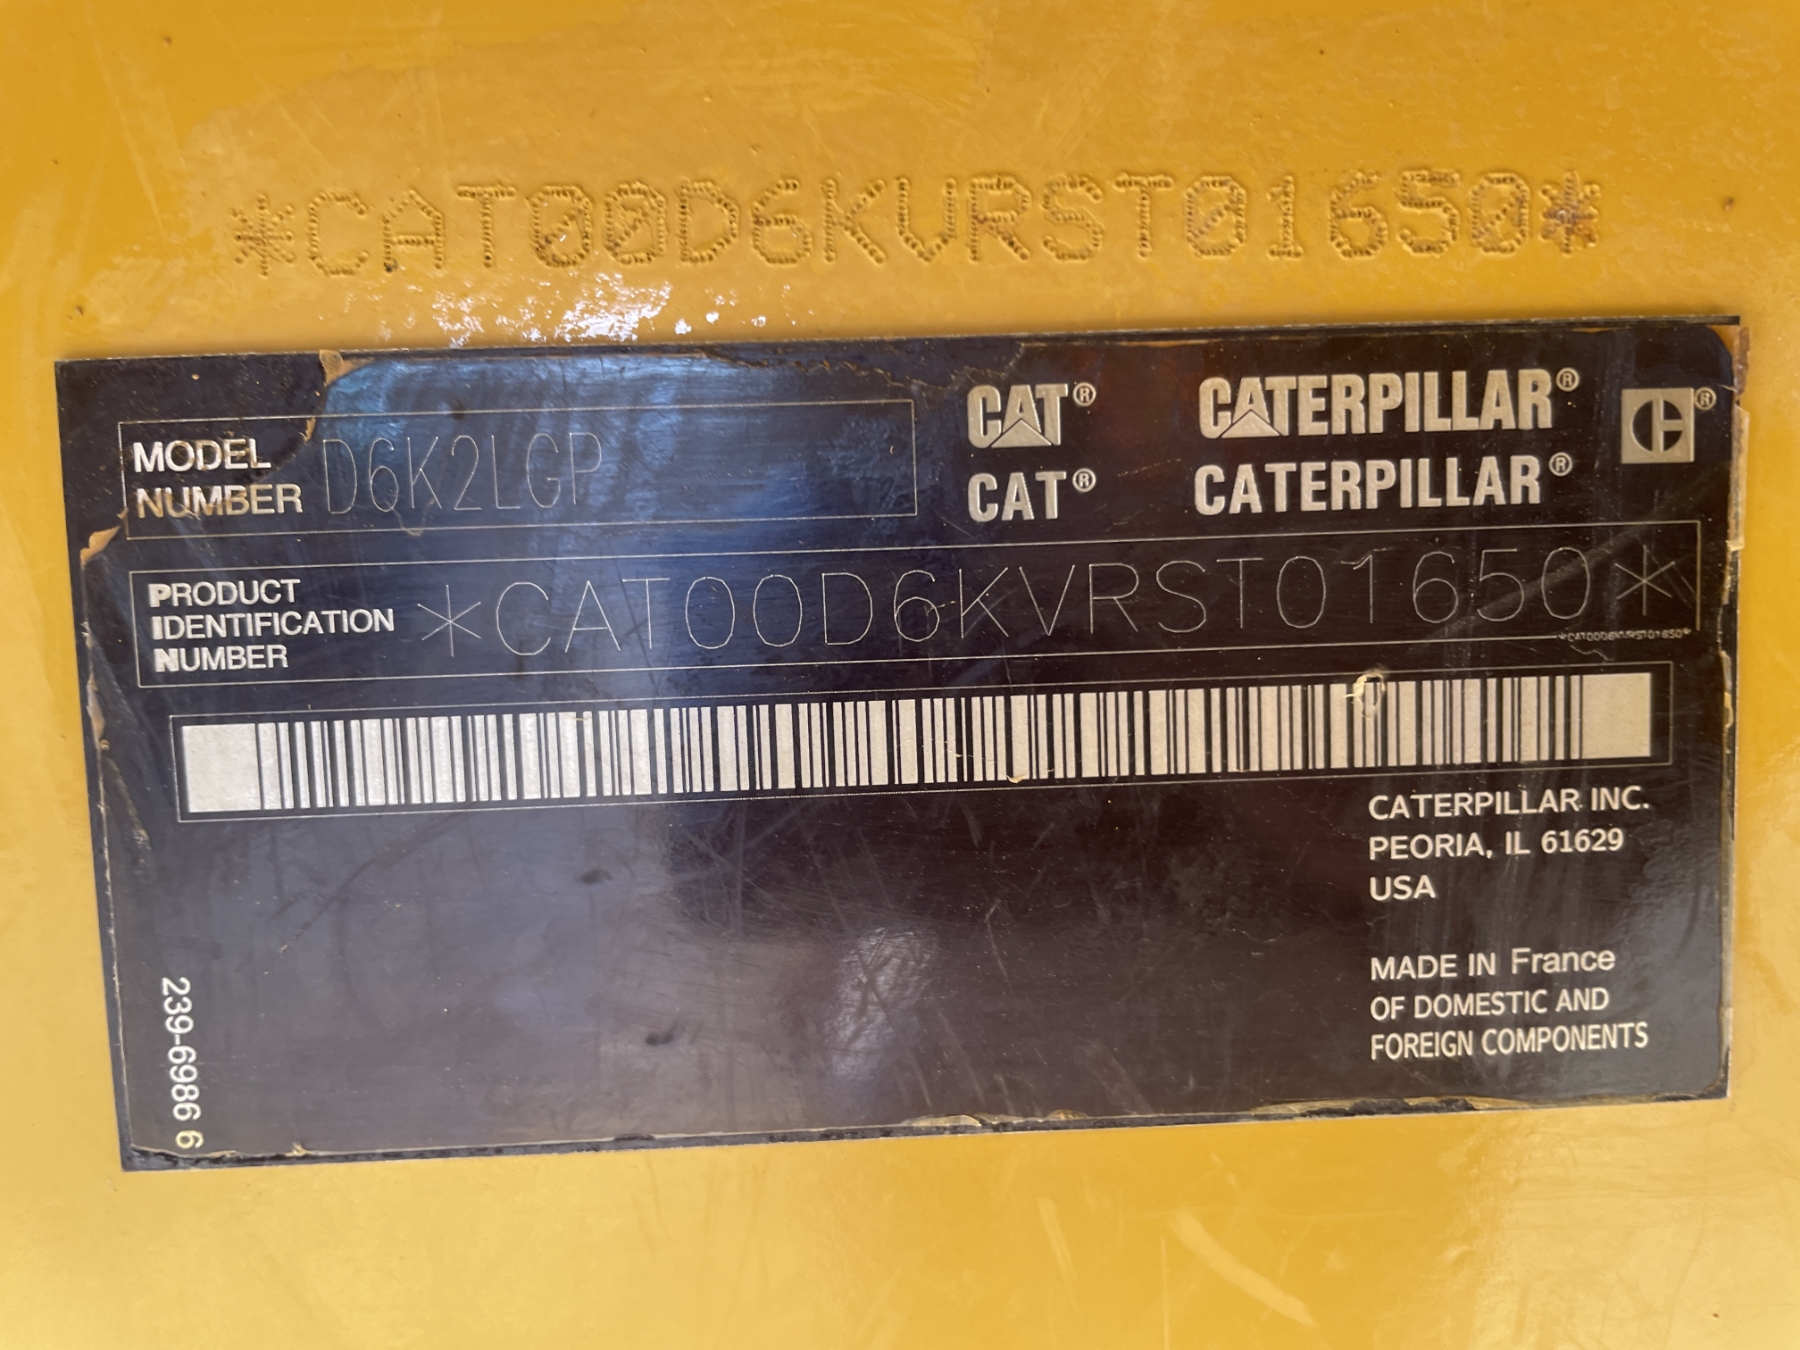 *CAT00D6KVRST01650*
MODEL NUMBER D6K2LGP
CAT® CATERPILLAR® C®
CAT® CATERPILLAR®
PRODUCT IDENTIFICATION NUMBER *CAT00D6KVRST01650*
*CAT00D6KVRST01650*
CATERPILLAR INC.
PEORIA, IL 61629
USA
MADE IN France
OF DOMESTIC AND
FOREIGN COMPONENTS
239-6986 6